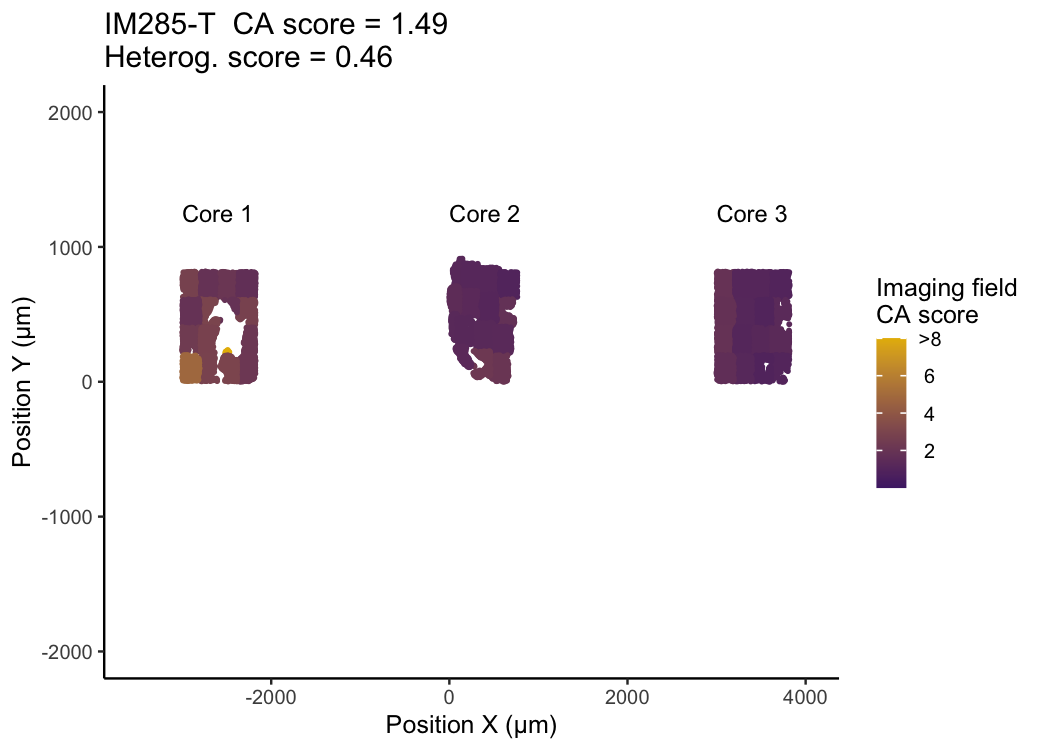 IM285-T  CA score = 1.49
Heterog. score = 0.46
2000
1000
0
-1000
-2000
Position Y (µm)
Core 1
Core 2
Core 3
-2000
0
2000
4000
Position X (µm)
Imaging field
CA score
>8
6
4
2